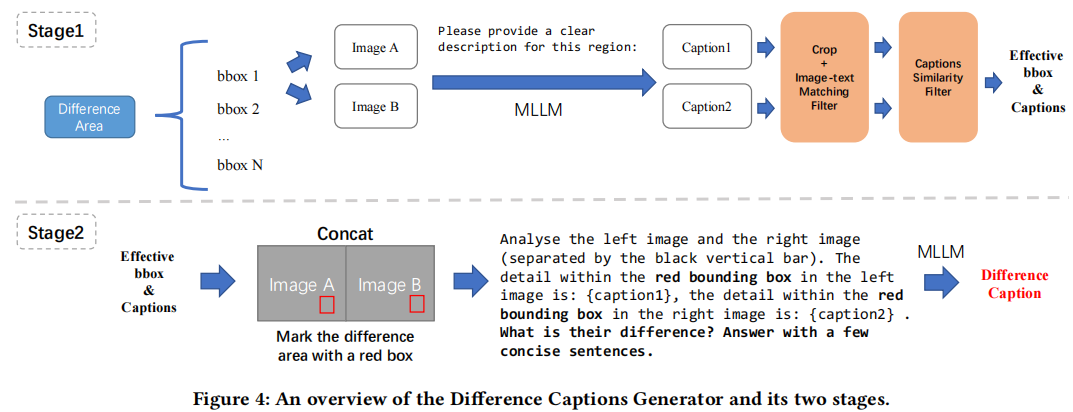 Stage1
Difference
Area
bbox 1
bbox 2
...
bbox N
Image A
Image B
Please provide a clear
description for this region:
MLLM
Caption1
Caption2
Crop
+
Image-text
Matching
Filter
Captions
Similarity
Filter
Effective
bbox
&
Captions
Stage2
Effective
bbox
&
Captions
Concat
Image A
Image B
Mark the difference
area with a red box
Analyse the left image and the right image
(separated by the black vertical bar). The
detail within the red bounding box in the left
image is: {caption1}, the detail within the red
bounding box in the right image is: {caption2} .
What is their difference? Answer with a few
concise sentences.
MLLM
Difference
Caption
Figure 4: An overview of the Difference Captions Generator and its two stages.